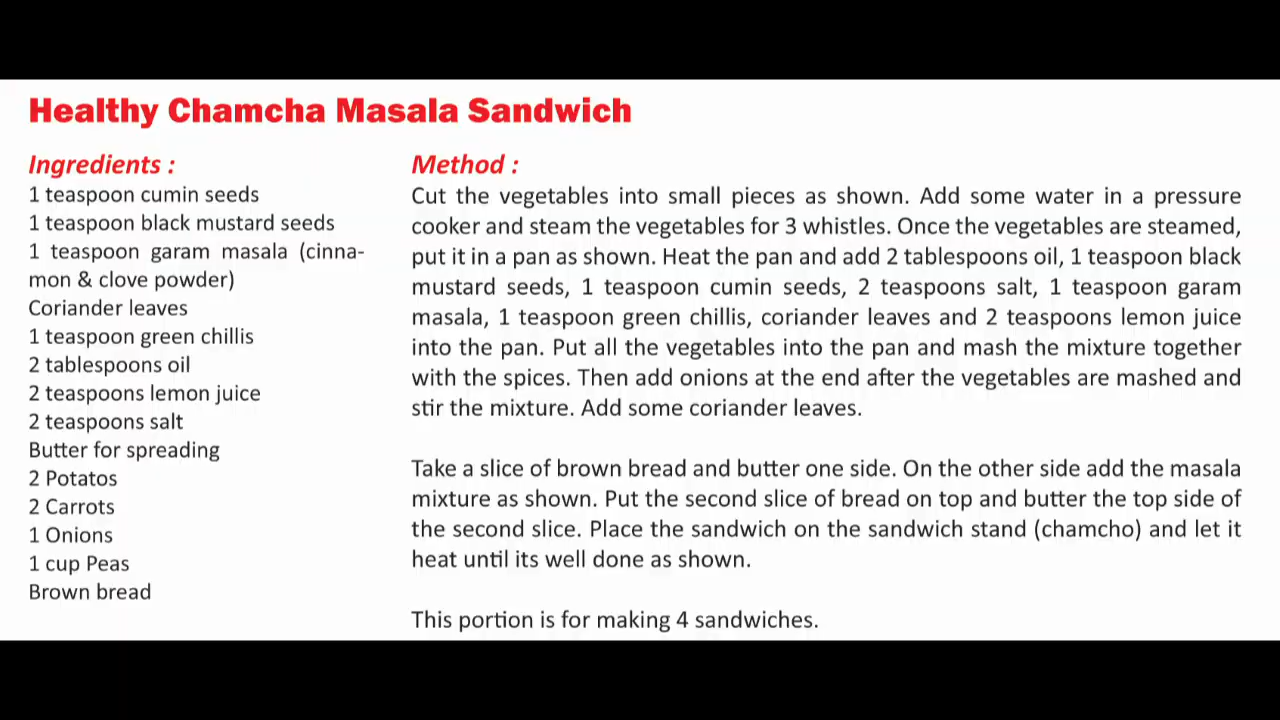 Healthy Chamcha Masala Sandwich
Ingredients :
1 teaspoon cumin seeds
1 teaspoon black mustard seeds
1 teaspoon garam masala (cinna-
mon & clove powder)
Coriander leaves
1 teaspoon green chillis
2 tablespoons oil
2 teaspoons lemon juice
2 teaspoons salt
Butter for spreading
2 Potatos
2 Carrots
1 Onions
1 cup Peas
Brown bread
Method :
Cut the vegetables into small pieces as shown. Add some water in a pressure
cooker and steam the vegetables for 3 whistles. Once the vegetables are steamed,
put it in a pan as shown. Heat the pan and add 2 tablespoons oil, 1 teaspoon black
mustard seeds, 1 teaspoon cumin seeds, 2 teaspoons salt, 1 teaspoon garam
masala, 1 teaspoon green chillis, coriander leaves and 2 teaspoons lemon juice
into the pan. Put all the vegetables into the pan and mash the mixture together
with the spices. Then add onions at the end after the vegetables are mashed and
stir the mixture. Add some coriander leaves.
Take a slice of brown bread and butter one side. On the other side add the masala
mixture as shown. Put the second slice of bread on top and butter the top side of
the second slice. Place the sandwich on the sandwich stand (chamcho) and let it
heat until its well done as shown.
This portion is for making 4 sandwiches.